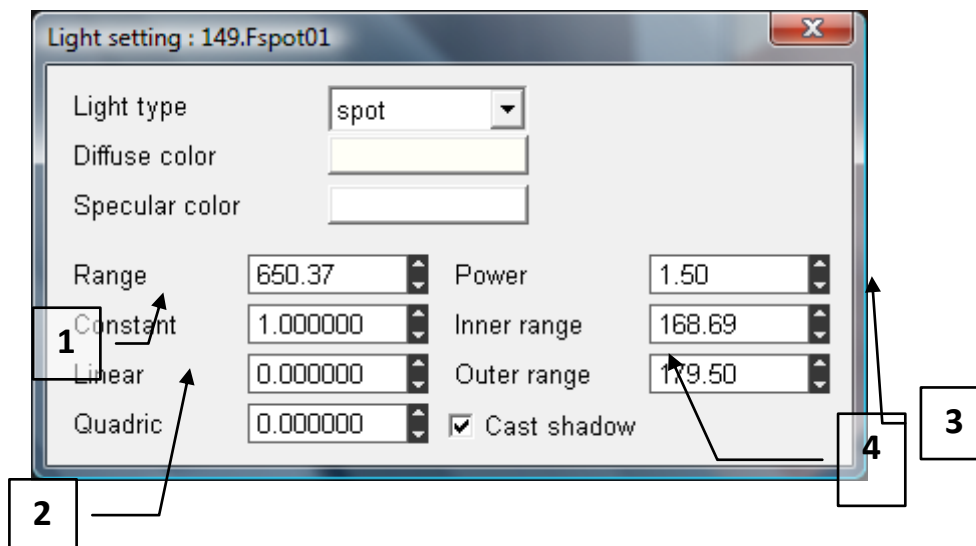 Light setting : 149.Fspot01
Light type spot
Diffuse color
Specular color
Range 650.37 Power 1.50
Constant 1.000000 Inner range 168.69
Linear 0.000000 Outer range 179.50
Quadric 0.000000 Cast shadow
1
2
3
4